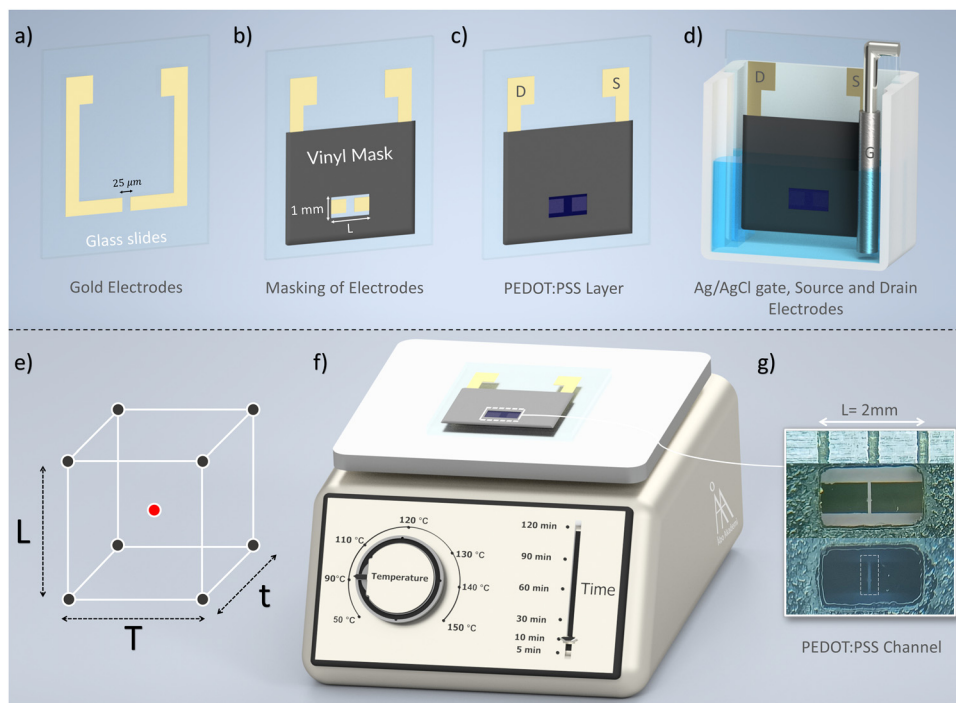 a)
b)
c)
d)
25 μm
Glass slides
Gold Electrodes
Vinyl Mask
1 mm
L
Masking of Electrodes
D
S
PEDOT:PSS Layer
D
S
G
Ag/AgCl gate, Source and Drain
Electrodes
e)
L
T
t
f)
120 °C
110 °C
130 °C
90°C
Temperature
140 °C
50 °C
150 °C
120 min
90 min
60 min
Time
30 min
10 min
5 min
g)
L= 2mm
PEDOT:PSS Channel